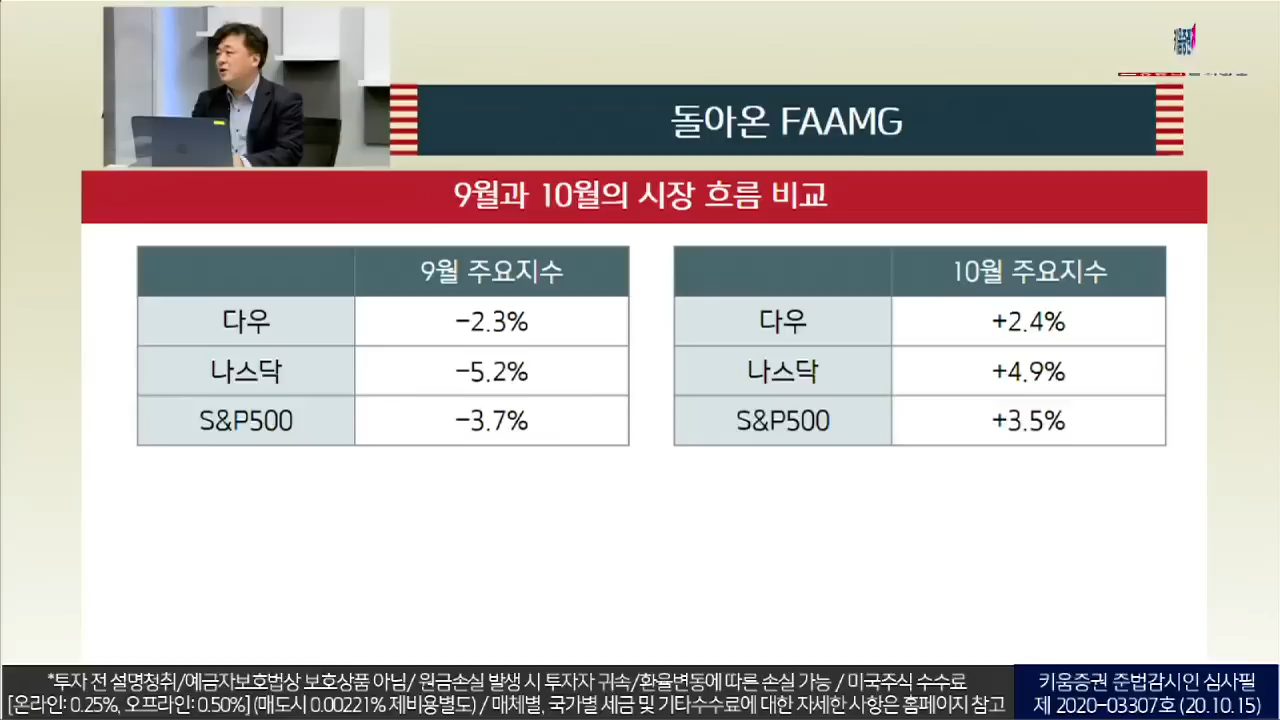 키움증권
돌아온 FAAMG
9월과 10월의 시장 흐름 비교
9월 주요지수
다우 -2.3%
나스닥 -5.2%
S&P500 -3.7%
10월 주요지수
다우 +2.4%
나스닥 +4.9%
S&P500 +3.5%
*투자 전 설명청취/예금자보호법상 보호상품 아님/ 원금손실 발생 시 투자자 귀속/환율변동에 따른 손실 가능 / 미국주식 수수료
[온라인: 0.25%, 오프라인: 0.50%] (매도시 0.00221% 제비용별도) / 매체별, 국가별 세금 및 기타수수료에 대한 자세한 사항은 홈페이지 참고
키움증권 준법감시인 심사필
제 2020-03307호 (20.10.15)